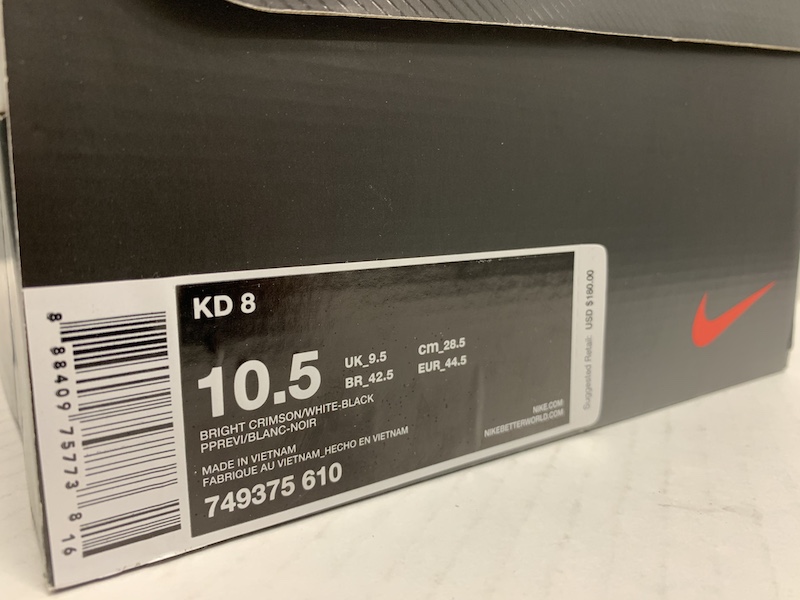 KD 8
10.5
UK_9.5
cm_28.5
BR_42.5
EUR_44.5
BRIGHT CRIMSON/WHITE-BLACK
PPREVI/BLANC-NOIR
MADE IN VIETNAM
FABRIQUE AU VIETNAM_HECHO EN VIETNAM
749375 610
NIKE.COM/
NIKEBETTERWORLD.COM
Suggested Retail: USD $160.00
8 88409 75773 8 16